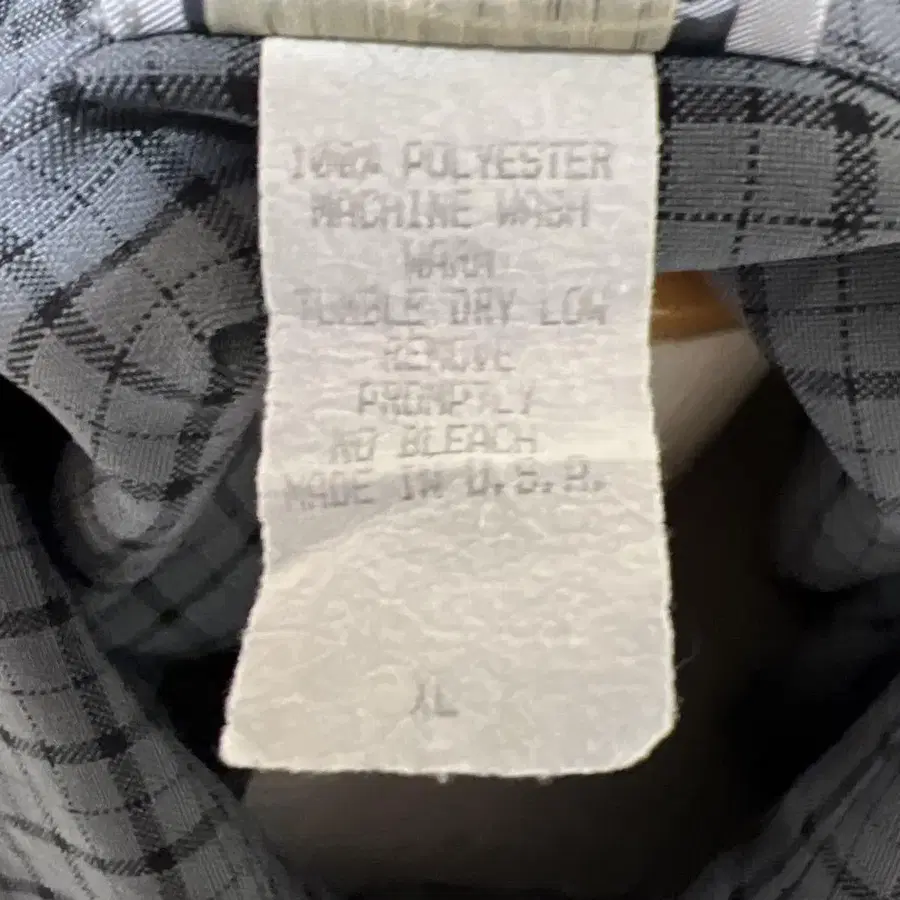 100% POLYESTER
MACHINE WASH
WARM
TUMBLE DRY LOW
REMOVE
PROMPTLY
NO BLEACH
MADE IN U.S.A.
XL